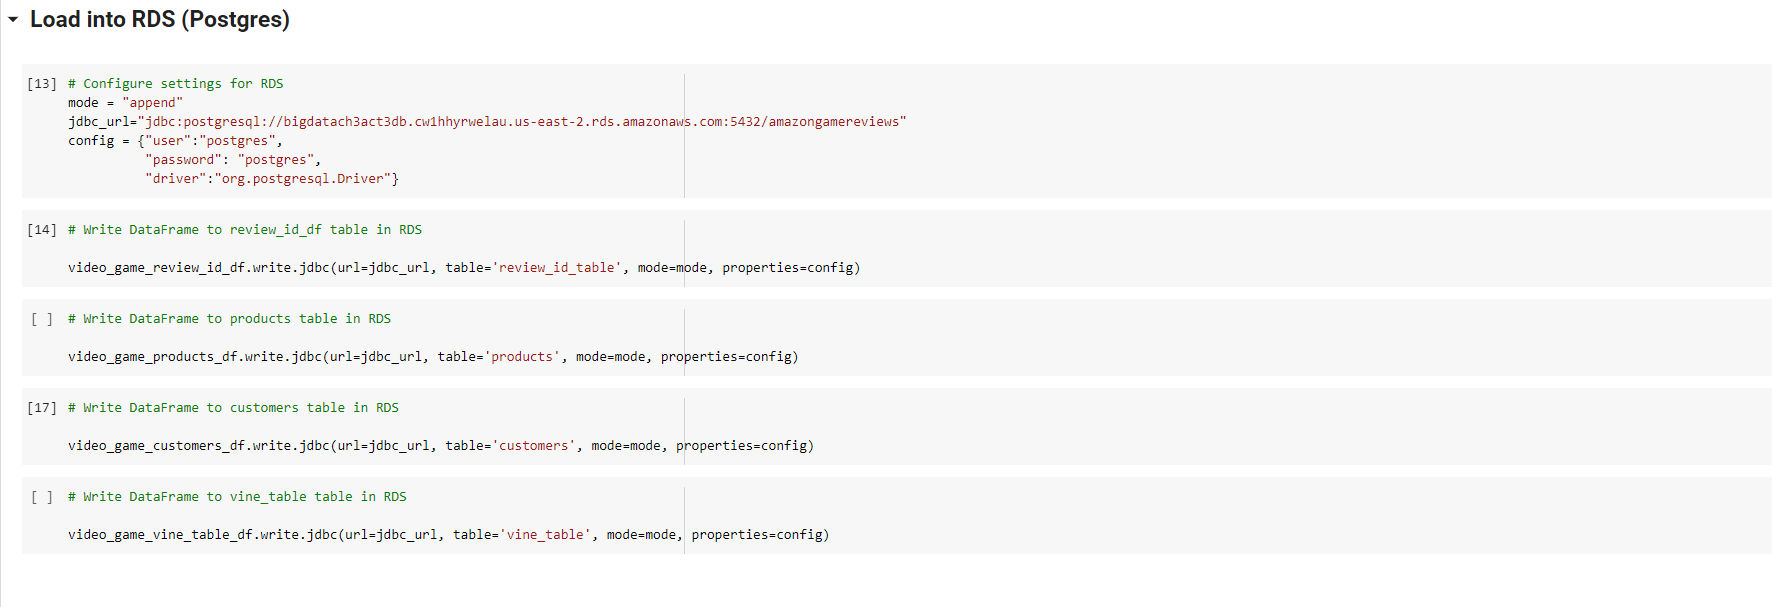 Load into RDS (Postgres)
[13] # Configure settings for RDS
mode = "append"
jdbc_url="jdbc:postgresql://bigdatach3act3db.cw1hhyrwelau.us-east-2.rds.amazonaws.com:5432/amazongamereviews"
config = {"user":"postgres",
"password": "postgres",
"driver":"org.postgresql.Driver"}
[14] # Write DataFrame to review_id_df table in RDS
video_game_review_id_df.write.jdbc(url=jdbc_url, table='review_id_table', mode=mode, properties=config)
[ ] # Write DataFrame to products table in RDS
video_game_products_df.write.jdbc(url=jdbc_url, table='products', mode=mode, properties=config)
[17] # Write DataFrame to customers table in RDS
video_game_customers_df.write.jdbc(url=jdbc_url, table='customers', mode=mode, properties=config)
[ ] # Write DataFrame to vine_table table in RDS
video_game_vine_table_df.write.jdbc(url=jdbc_url, table='vine_table', mode=mode, properties=config)